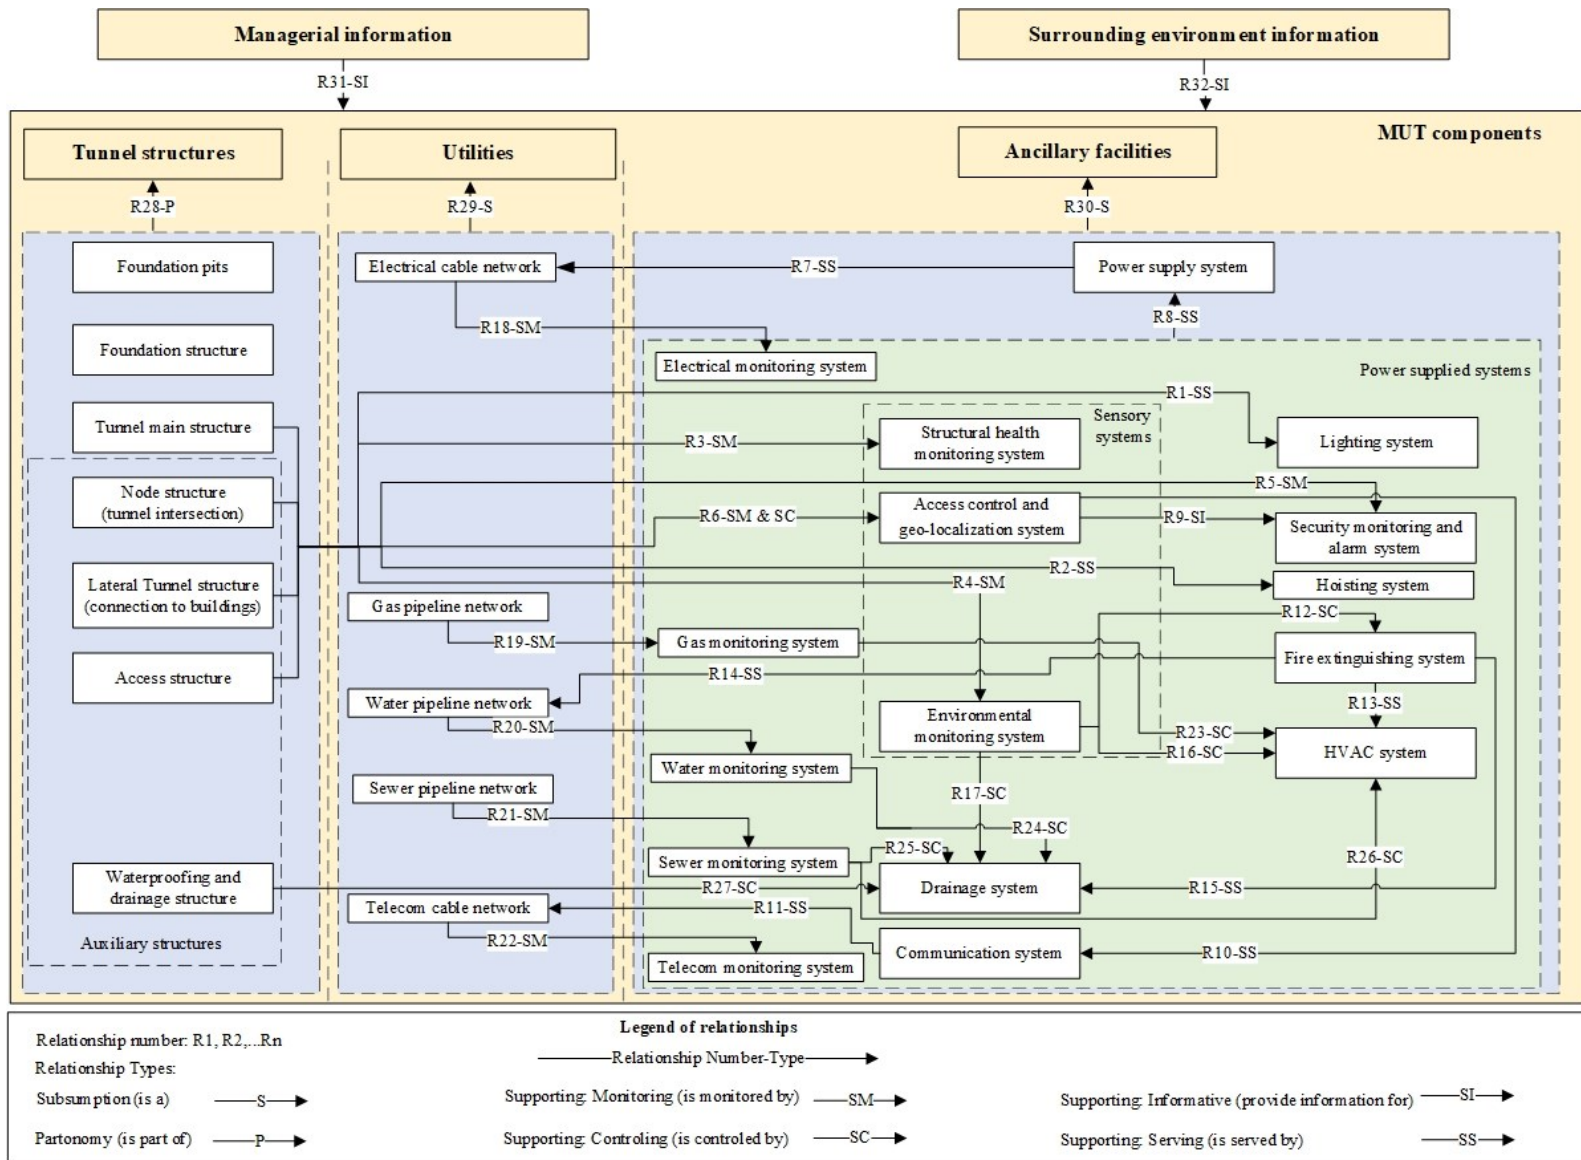 Managerial information
Surrounding environment information
R31-SI
R32-SI
MUT components
Tunnel structures
Utilities
Ancillary facilities
R28-P
R29-S
R30-S
Foundation pits
Electrical cable network
R7-SS
Power supply system
R18-SM
R8-SS
Foundation structure
Electrical monitoring system
Power supplied systems
R1-SS
Tunnel main structure
R3-SM
Structural health
monitoring system
Sensory
systems
Lighting system
Node structure
(tunnel intersection)
R5-SM
R6-SM & SC
Access control and
geo-localization system
R9-SI
Security monitoring and
alarm system
R2-SS
Lateral Tunnel structure
(connection to buildings)
R4-SM
Hoisting system
Gas pipeline network
R12-SC
R19-SM
Gas monitoring system
Fire extinguishing system
Access structure
R14-SS
Water pipeline network
R13-SS
R20-SM
Environmental
monitoring system
R23-SC
R16-SC
HVAC system
Water monitoring system
Sewer pipeline network
R17-SC
R21-SM
R24-SC
R25-SC
R26-SC
Sewer monitoring system
Waterproofing and
drainage structure
R27-SC
Drainage system
R15-SS
Telecom cable network
R11-SS
Auxiliary structures
R22-SM
Communication system
R10-SS
Telecom monitoring system
Legend of relationships
Relationship number: R1, R2,...Rn
Relationship Number-Type
Relationship Types:
Subsumption (is a)
S
Supporting: Monitoring (is monitored by)
SM
Supporting: Informative (provide information for)
SI
Partonomy (is part of)
P
Supporting: Controling (is controled by)
SC
Supporting: Serving (is served by)
SS